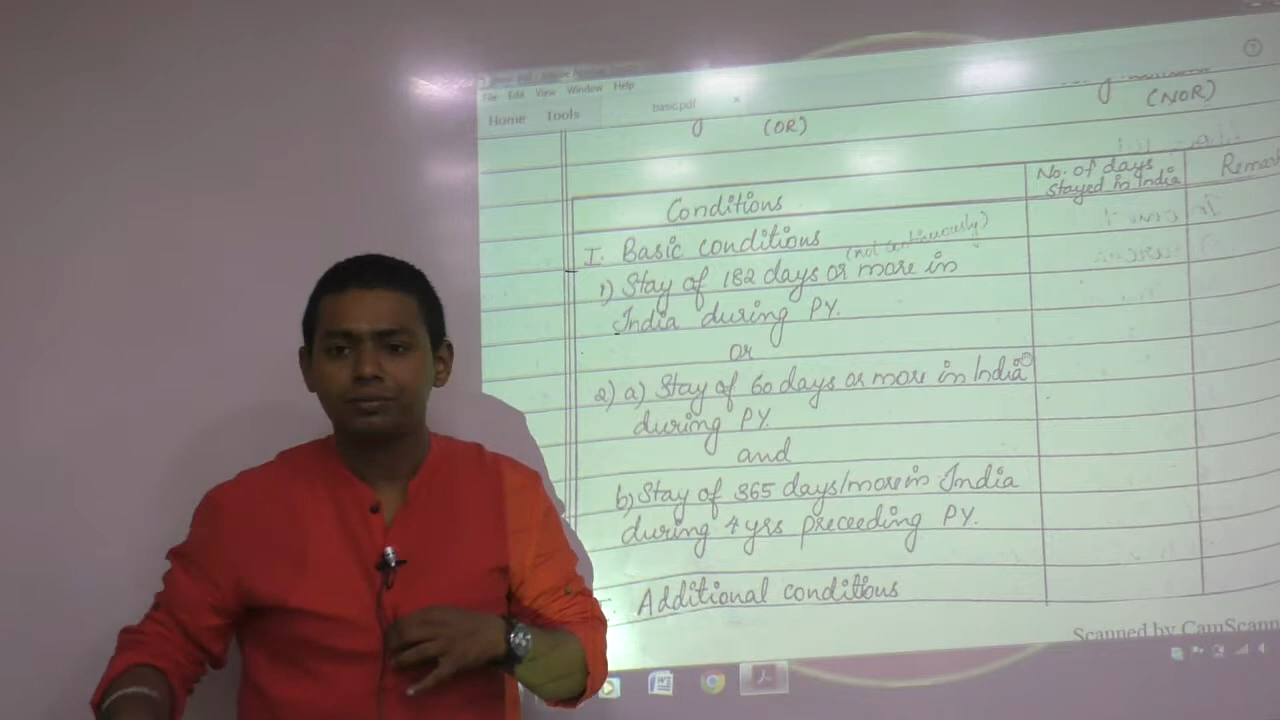 File Edit View Window Help
Home Tools basic.pdf ×
(OR) (NOR)
Conditions
No. of days
stayed in India
I. Basic conditions (not continuously)
1) Stay of 182 days or more in
India during PY.
or
2) a) Stay of 60 days or more in India
during PY.
and
b) Stay of 365 days/more in India
during 4 yrs preceeding PY.
Additional conditions
Scanned by CamScann